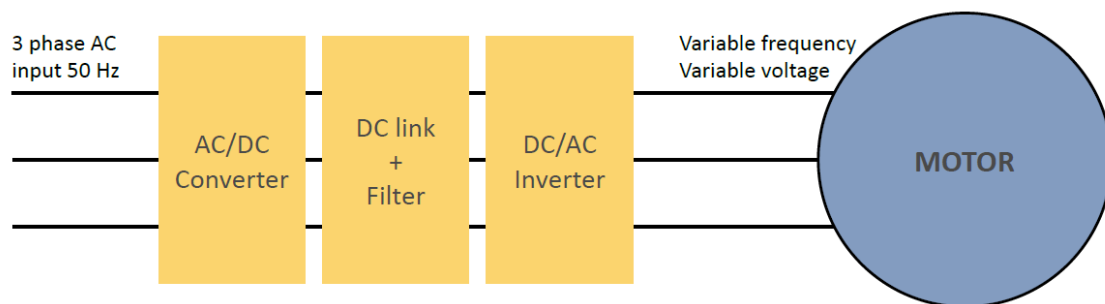 3 phase AC
input 50 Hz
AC/DC
Converter
DC link
+
Filter
DC/AC
Inverter
Variable frequency
Variable voltage
MOTOR